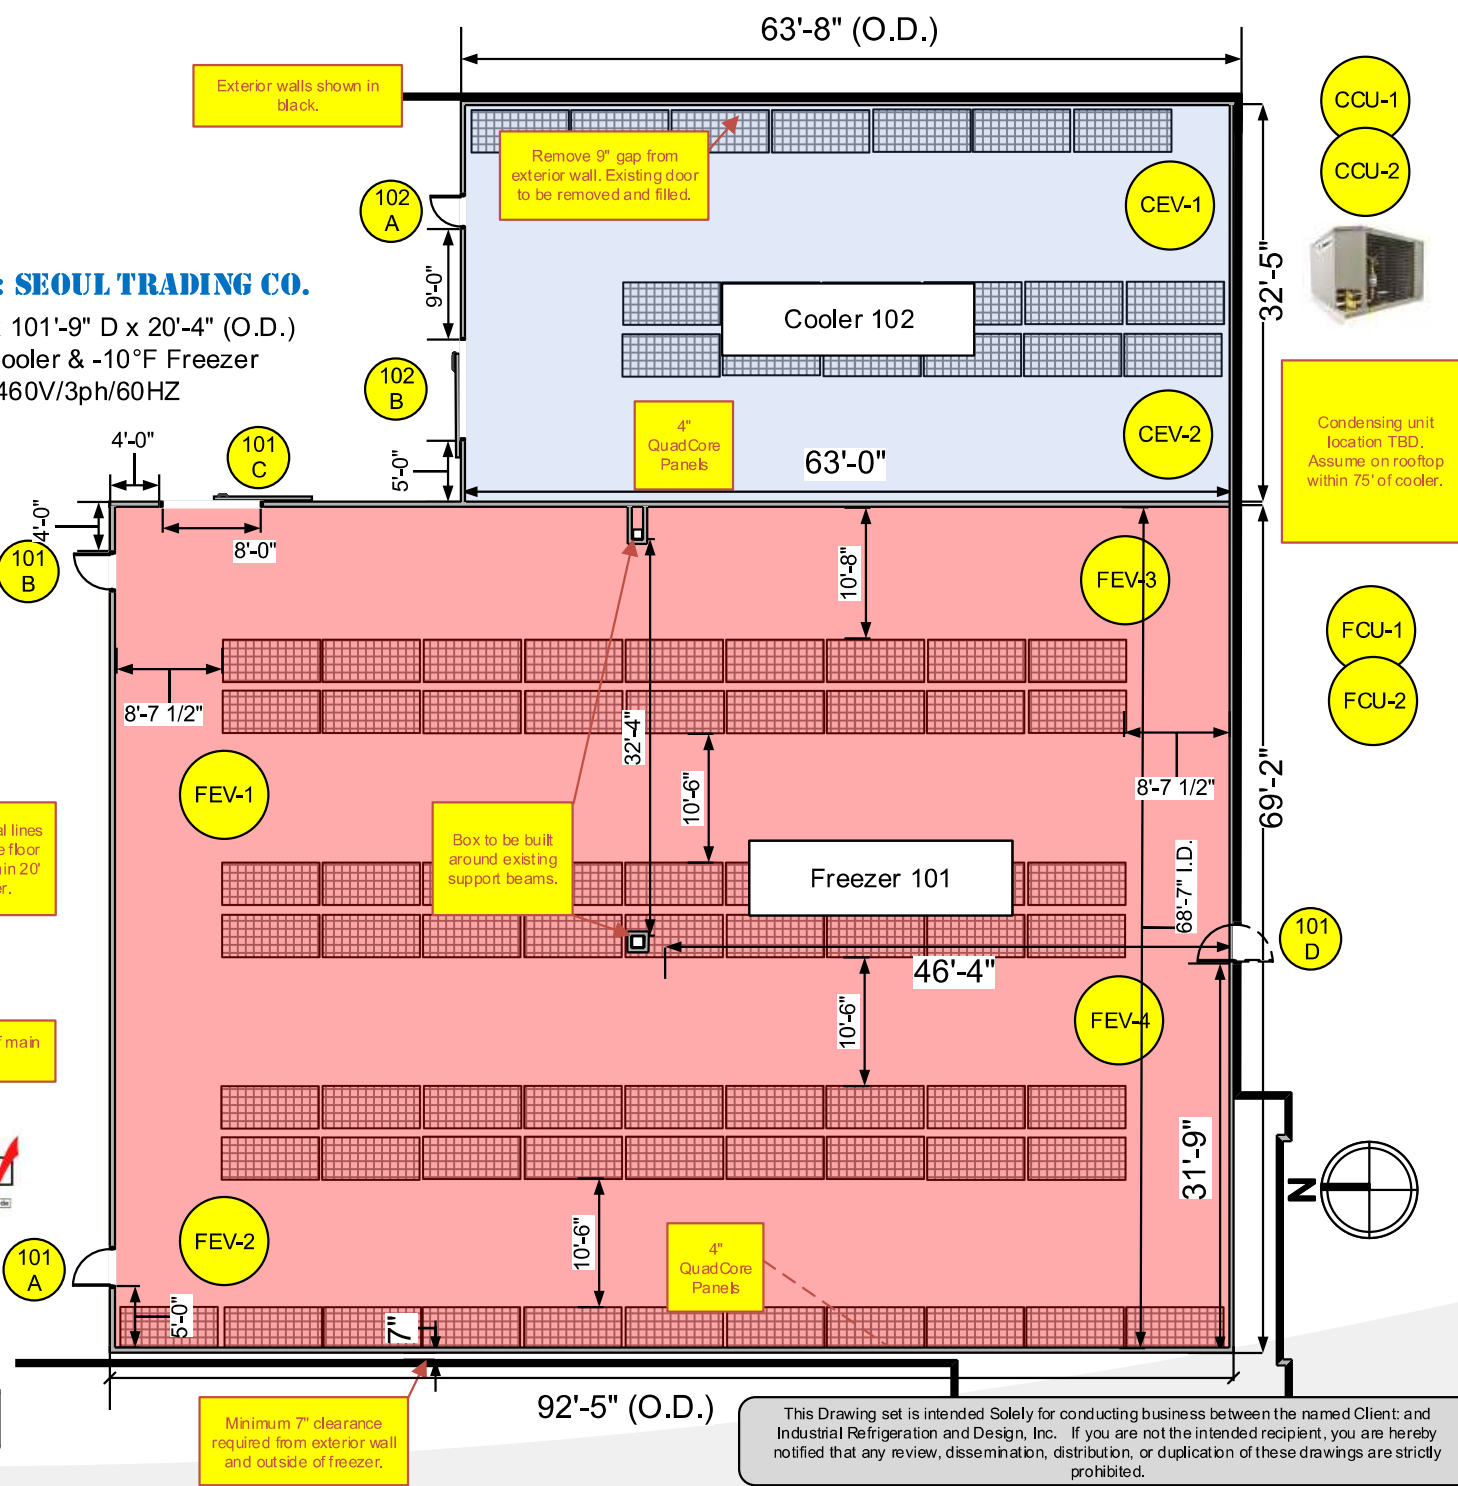 63'-8" (O.D.)
Exterior walls shown in
black.
CCU-1
CCU-2
Remove 9" gap from
exterior wall. Existing door
to be removed and filled.
102
A
CEV-1
9'-0"
32'-5"
: SEOUL TRADING CO.
101'-9" D x 20'-4" (O.D.)
ooler & -10°F Freezer
460V/3ph/60HZ
Cooler 102
102
B
4"
QuadCore
Panels
CEV-2
63'-0"
Condensing unit
location TBD.
Assume on rooftop
within 75' of cooler.
4'-0"
101
C
5'-0"
4'-0"
8'-0"
101
B
10'-8"
FEV-3
FCU-1
FCU-2
8'-7 1/2"
32'-4"
10'-6"
8'-7 1/2"
69'-2"
FEV-1
al lines
e floor
in 20'
er.
Box to be built
around existing
support beams.
Freezer 101
68'-7" I.D.
101
D
46'-4"
10'-6"
FEV-4
f main
31'-9"
N
FEV-2
10'-6"
101
A
4"
QuadCore
Panels
5'-0"
7"
92'-5" (O.D.)
Minimum 7" clearance
required from exterior wall
and outside of freezer.
This Drawing set is intended Solely for conducting business between the named Client: and
Industrial Refrigeration and Design, Inc. If you are not the intended recipient, you are hereby
notified that any review, dissemination, distribution, or duplication of these drawings are strictly
prohibited.